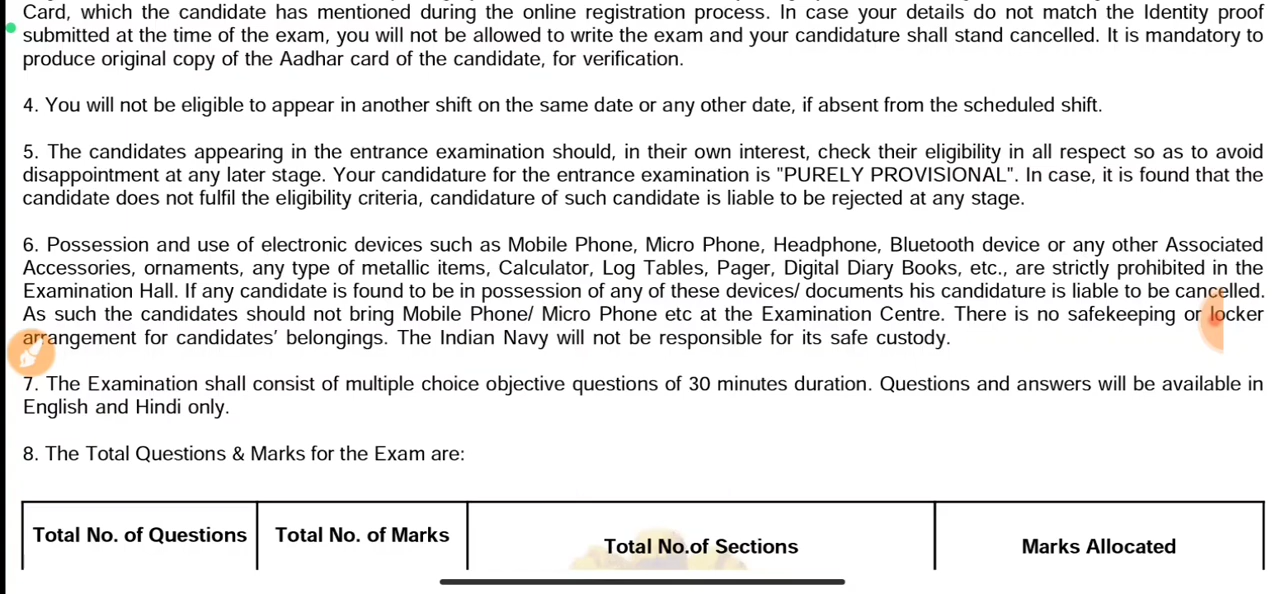 Card, which the candidate has mentioned during the online registration process. In case your details do not match the Identity proof
submitted at the time of the exam, you will not be allowed to write the exam and your candidature shall stand cancelled. It is mandatory to
produce original copy of the Aadhar card of the candidate, for verification.
4. You will not be eligible to appear in another shift on the same date or any other date, if absent from the scheduled shift.
5. The candidates appearing in the entrance examination should, in their own interest, check their eligibility in all respect so as to avoid
disappointment at any later stage. Your candidature for the entrance examination is "PURELY PROVISIONAL". In case, it is found that the
candidate does not fulfil the eligibility criteria, candidature of such candidate is liable to be rejected at any stage.
6. Possession and use of electronic devices such as Mobile Phone, Micro Phone, Headphone, Bluetooth device or any other Associated
Accessories, ornaments, any type of metallic items, Calculator, Log Tables, Pager, Digital Diary Books, etc., are strictly prohibited in the
Examination Hall. If any candidate is found to be in possession of any of these devices/ documents his candidature is liable to be cancelled.
As such the candidates should not bring Mobile Phone/ Micro Phone etc at the Examination Centre. There is no safekeeping or locker
arrangement for candidates' belongings. The Indian Navy will not be responsible for its safe custody.
7. The Examination shall consist of multiple choice objective questions of 30 minutes duration. Questions and answers will be available in
English and Hindi only.
8. The Total Questions & Marks for the Exam are:
Total No. of Questions Total No. of Marks Total No.of Sections Marks Allocated